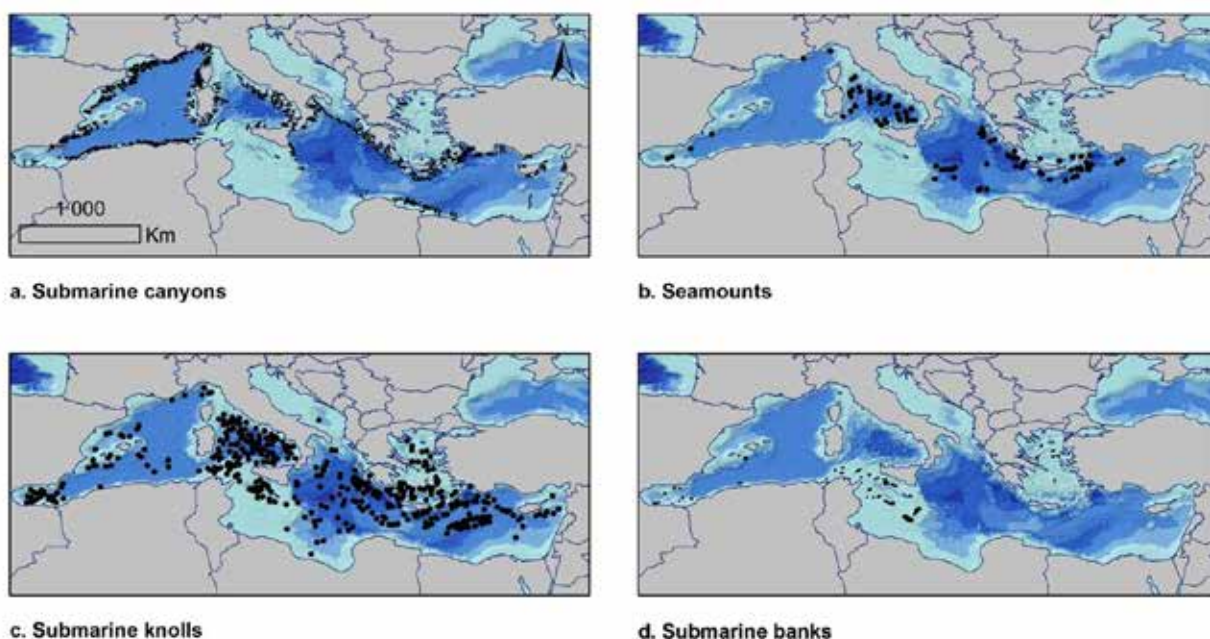 N
1 000
Km
a. Submarine canyons
b. Seamounts
c. Submarine knolls
d. Submarine banks